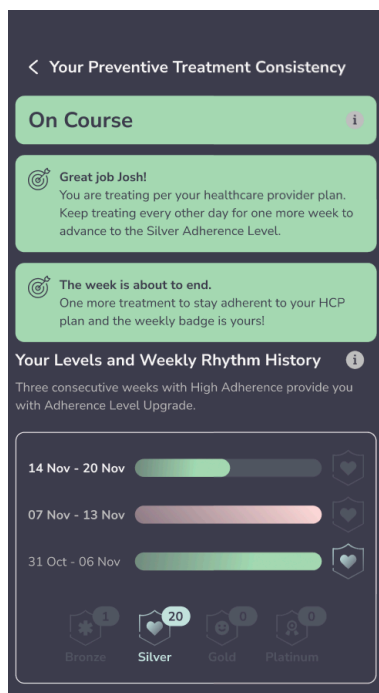 Your Preventive Treatment Consistency
On Course
i
Great job Josh!
You are treating per your healthcare provider plan.
Keep treating every other day for one more week to
advance to the Silver Adherence Level.
The week is about to end.
One more treatment to stay adherent to your HCP
plan and the weekly badge is yours!
Your Levels and Weekly Rhythm History
i
Three consecutive weeks with High Adherence provide you
with Adherence Level Upgrade.
14 Nov - 20 Nov
07 Nov - 13 Nov
31 Oct - 06 Nov
1 20 0 0
Bronze Silver Gold Platinum